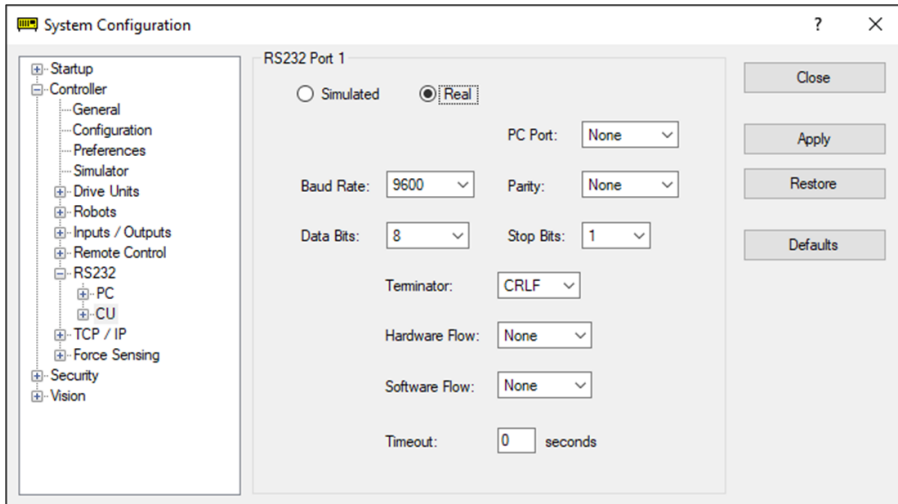 System Configuration
?
Startup
Controller
General
Configuration
Preferences
Simulator
Drive Units
Robots
Inputs / Outputs
Remote Control
RS232
PC
CU
TCP / IP
Force Sensing
Security
Vision
RS232 Port 1
Simulated Real
PC Port: None
Baud Rate: 9600 Parity: None
Data Bits: 8 Stop Bits: 1
Terminator: CRLF
Hardware Flow: None
Software Flow: None
Timeout: 0 seconds
Close
Apply
Restore
Defaults